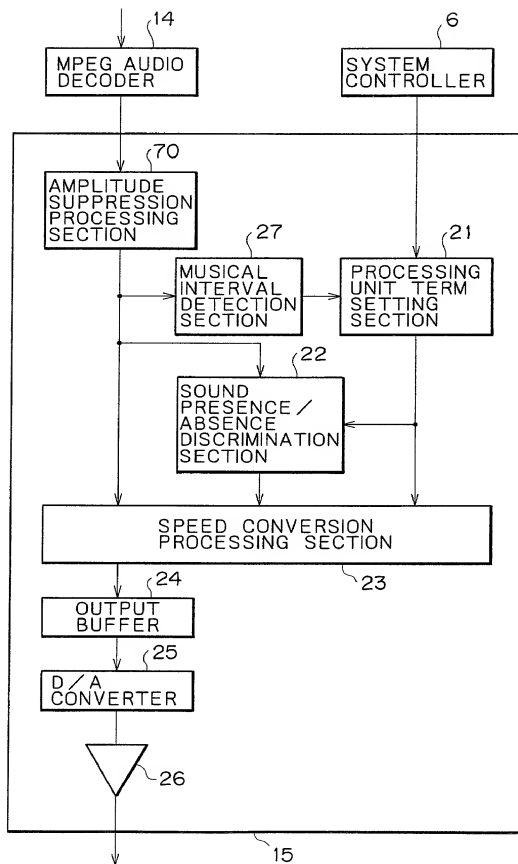 14
MPEG AUDIO
DECODER
6
SYSTEM
CONTROLLER
70
AMPLITUDE
SUPPRESSION
PROCESSING
SECTION
27
MUSICAL
INTERVAL
DETECTION
SECTION
21
PROCESSING
UNIT TERM
SETTING
SECTION
22
SOUND
PRESENCE/
ABSENCE
DISCRIMINATION
SECTION
SPEED CONVERSION
PROCESSING SECTION
23
24
OUTPUT
BUFFER
25
D/A
CONVERTER
26
15